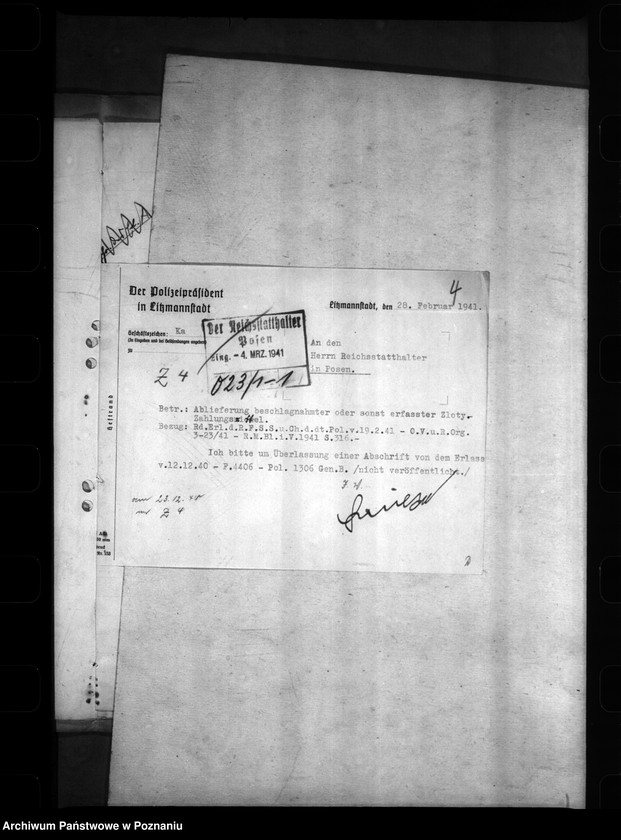 4
Der Polizeipräsident
in Litzmannstadt
Litzmannstadt, den 28. Februar 1941.
Geschäftszeichen: Ka
Der Reichsstatthalter
Posen
Eing. - 4. MRZ. 1941
023/1-1
An den
Herrn Reichsstatthalter
in Posen.
Z 4
Betr.: Ablieferung beschlagnahmter oder sonst erfasster Zloty-
Zahlungsmittel.
Bezug: Rd.Erl.d.R.F.S.S.u.Ch.d.dt.Pol.v.19.2.41 - O.V.u.R.Org.
3-23/41 - R.M.Bl.i.V.1941 S.316.-
Ich bitte um Überlassung einer Abschrift von dem Erlass
v.12.12.40 - P.4406 - Pol. 1306 Gen.B. /nicht veröffentlicht./
Z 4
Heftrand
Archiwum Państwowe w Poznaniu